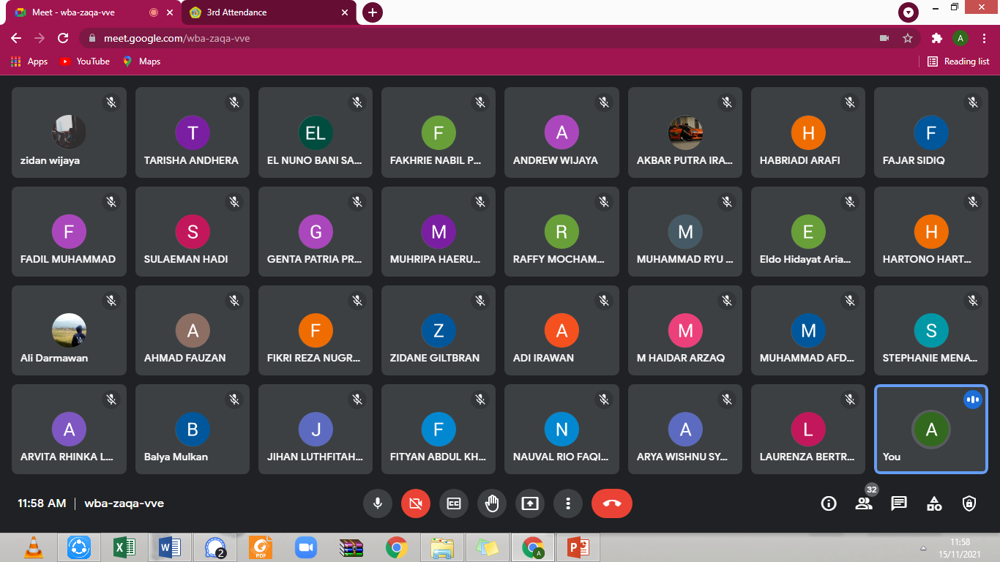 Meet - wba-zaqa-vve
3rd Attendance
meet.google.com/wba-zaqa-vve
A
Apps
YouTube
Maps
Reading list
zidan wijaya
T
TARISHA ANDHERA
EL
EL NUNO BANI SA...
F
FAKHRIE NABIL P...
A
ANDREW WIJAYA
AKBAR PUTRA IRA...
H
HABRIADI ARAFI
F
FAJAR SIDIQ
F
FADIL MUHAMMAD
S
SULAEMAN HADI
G
GENTA PATRIA PR...
M
MUHRIPA HAERU...
R
RAFFY MOCHAM...
M
MUHAMMAD RYU ...
E
Eldo Hidayat Aria...
H
HARTONO HART...
Ali Darmawan
A
AHMAD FAUZAN
F
FIKRI REZA NUGR...
Z
ZIDANE GILTBRAN
A
ADI IRAWAN
M
M HAIDAR ARZAQ
M
MUHAMMAD AFD...
S
STEPHANIE MENA...
A
ARVITA RHINKA L...
B
Balya Mulkan
J
JIHAN LUTHFITAH...
F
FITYAN ABDUL KH...
N
NAUVAL RIO FAQI...
A
ARYA WISHNU SY...
L
LAURENZA BERTR...
A
You
11:58 AM | wba-zaqa-vve
CC
32
X
W
2
PDF
A
P
11:58
15/11/2021